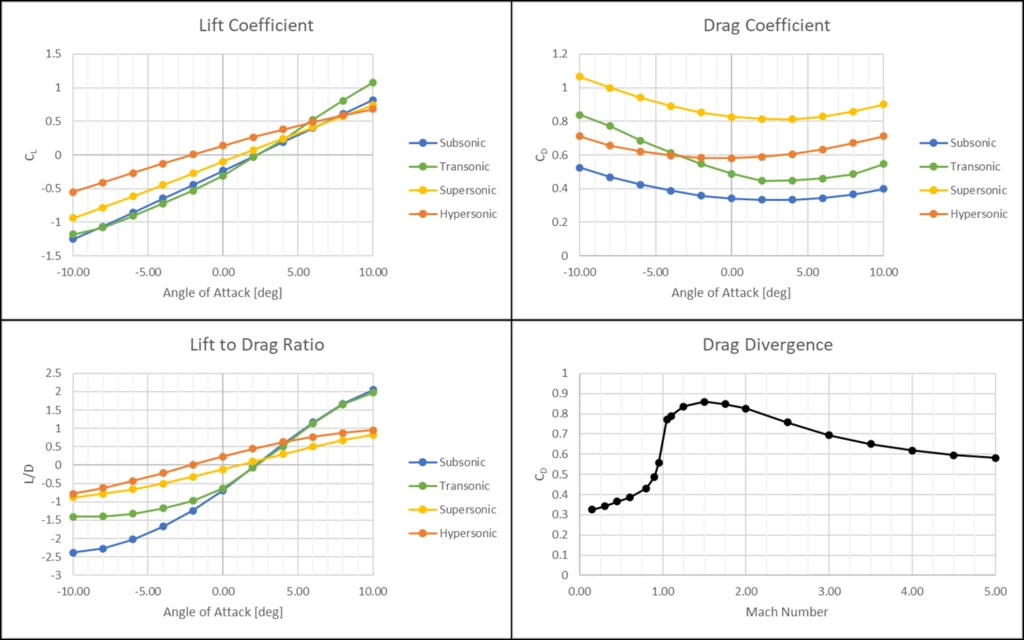 Lift Coefficient
1.5
1
0.5
0
-0.5
-1
-1.5
C_L
-10.00 -5.00 0.00 5.00 10.00
Angle of Attack [deg]
Subsonic
Transonic
Supersonic
Hypersonic
Drag Coefficient
1.2
1
0.8
0.6
0.4
0.2
0
C_D
-10.00 -5.00 0.00 5.00 10.00
Angle of Attack [deg]
Subsonic
Transonic
Supersonic
Hypersonic
Lift to Drag Ratio
2.5
2
1.5
1
0.5
0
-0.5
-1
-1.5
-2
-2.5
-3
L/D
-10.00 -5.00 0.00 5.00 10.00
Angle of Attack [deg]
Subsonic
Transonic
Supersonic
Hypersonic
Drag Divergence
1
0.9
0.8
0.7
0.6
0.5
0.4
0.3
0.2
0.1
0
C_D
0.00 1.00 2.00 3.00 4.00 5.00
Mach Number